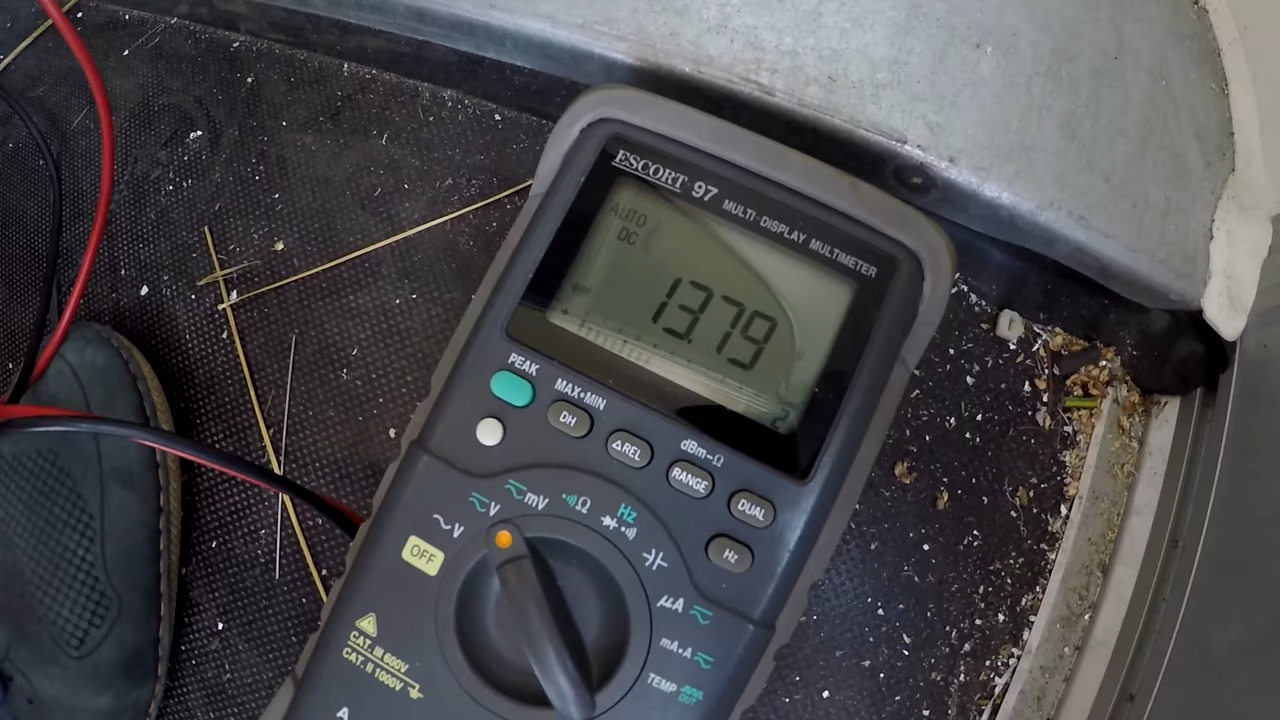 ESCORT 97 MULTI-DISPLAY MULTIMETER
AUTO
DC
13.79
PEAK
MAX•MIN
DH
ΔREL
dBm-Ω
RANGE
DUAL
Hz
OFF
V
V
mV
Ω
Hz
μA
mA•A
TEMP
OUT
CAT. III 600V
CAT. II 1000V
A